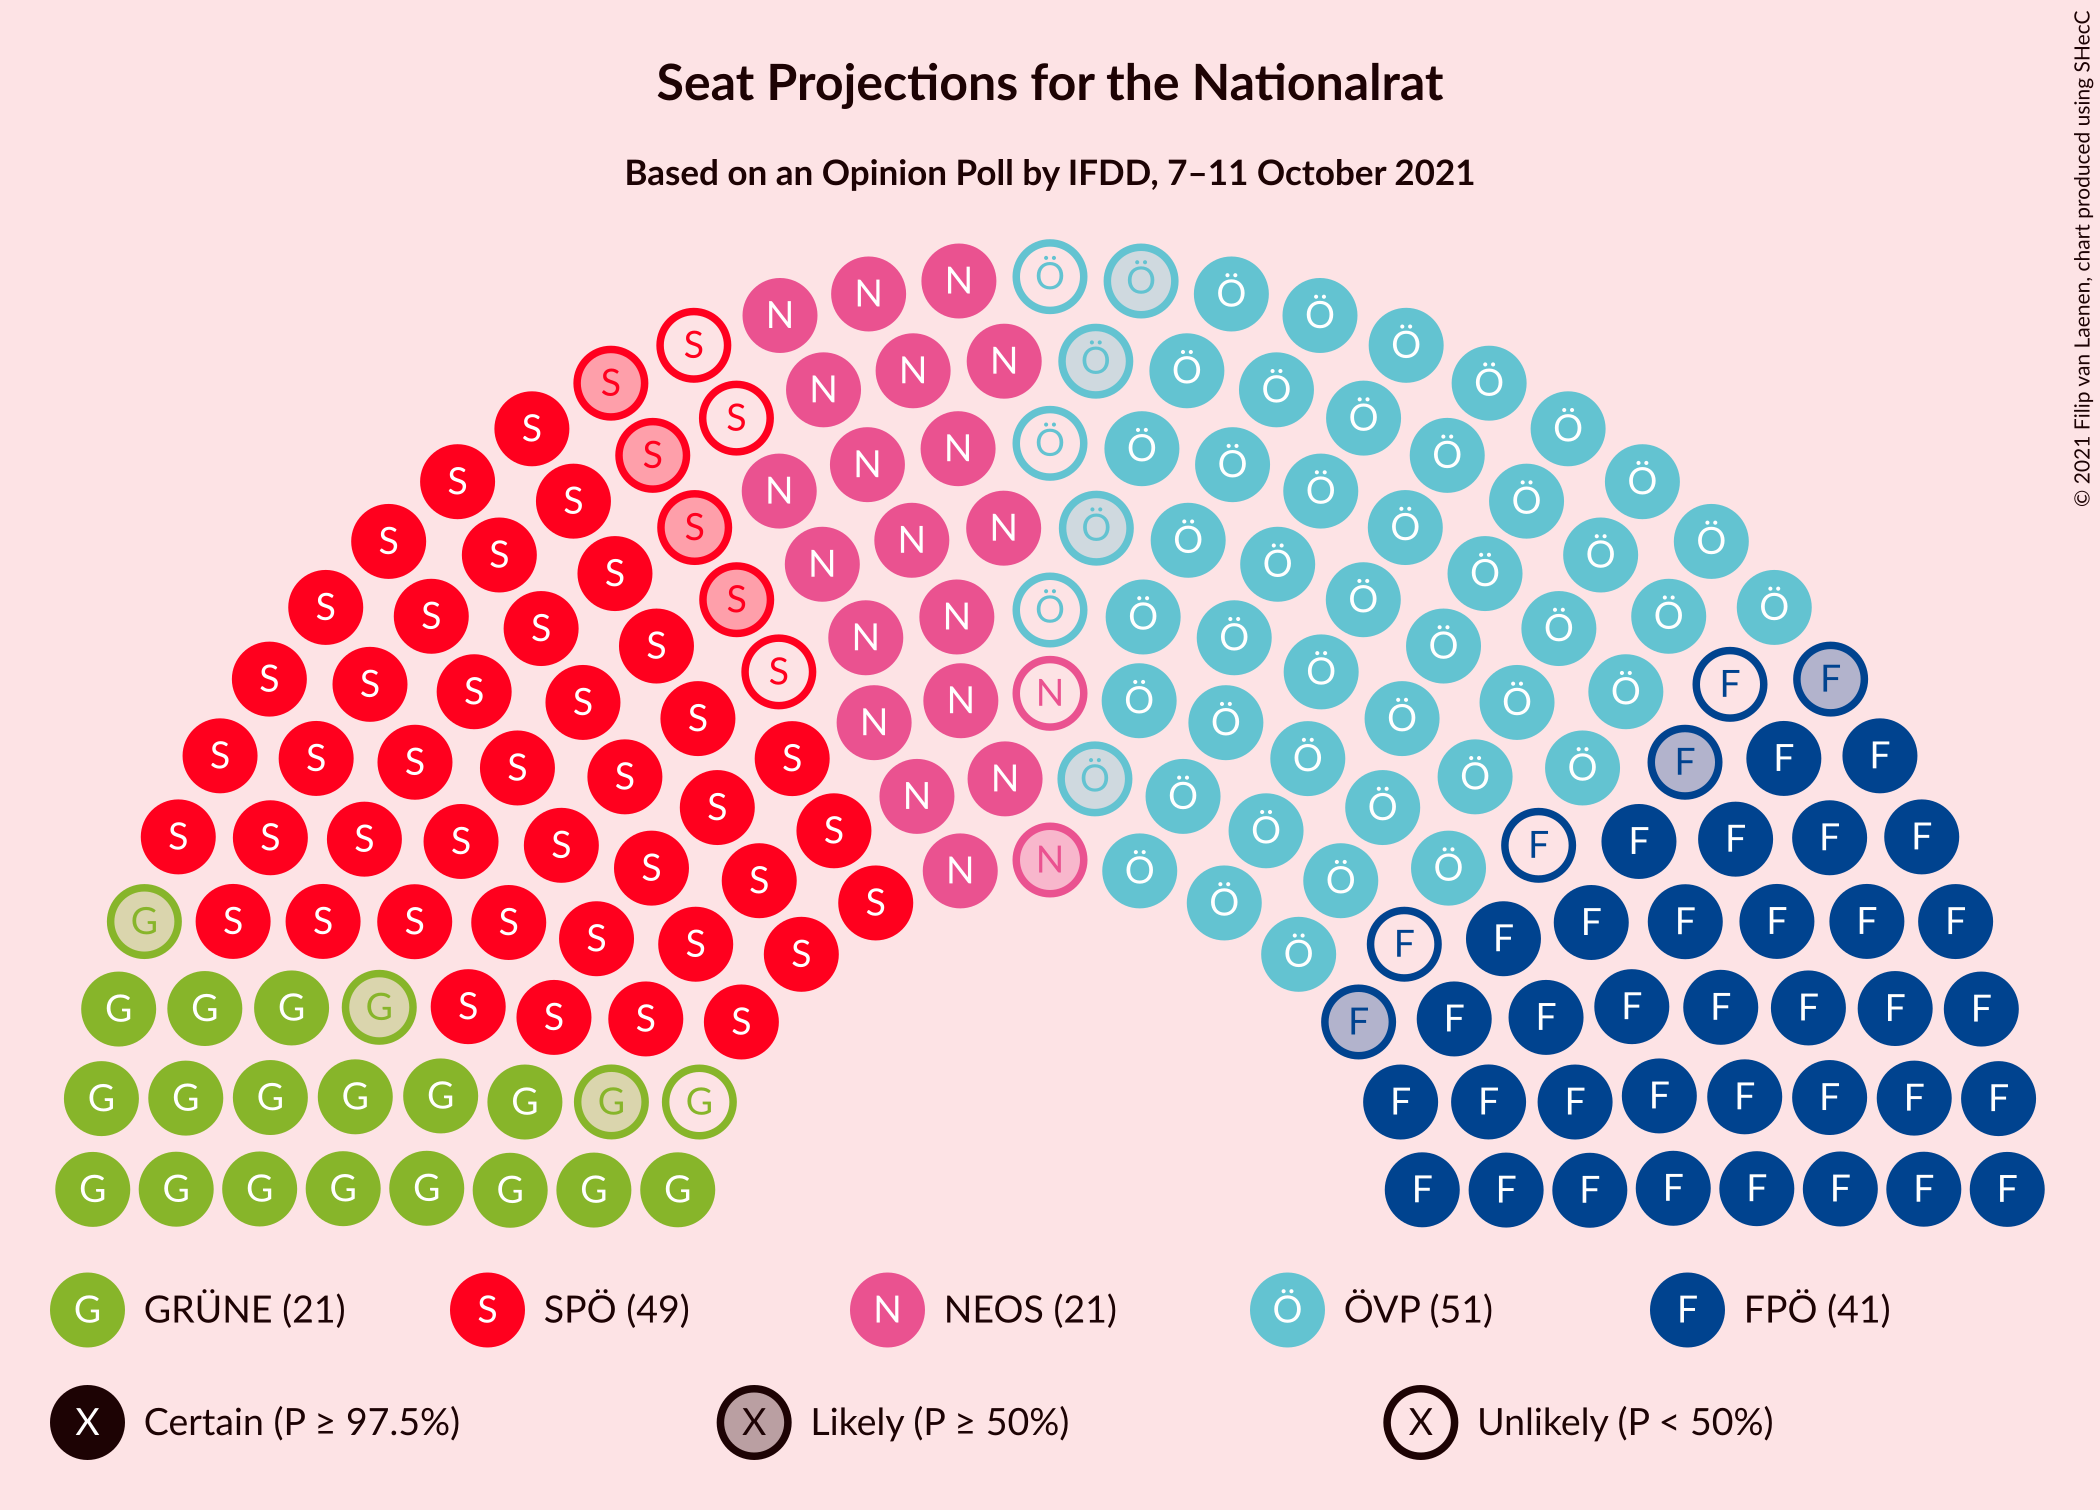 Seat Projections for the Nationalrat
Based on an Opinion Poll by IFDD, 7–11 October 2021
© 2021 Filip van Laenen, chart produced using SHecC
G GRÜNE (21) S SPÖ (49) N NEOS (21) Ö ÖVP (51) F FPÖ (41)
X Certain (P ≥ 97.5%) X Likely (P ≥ 50%) X Unlikely (P < 50%)